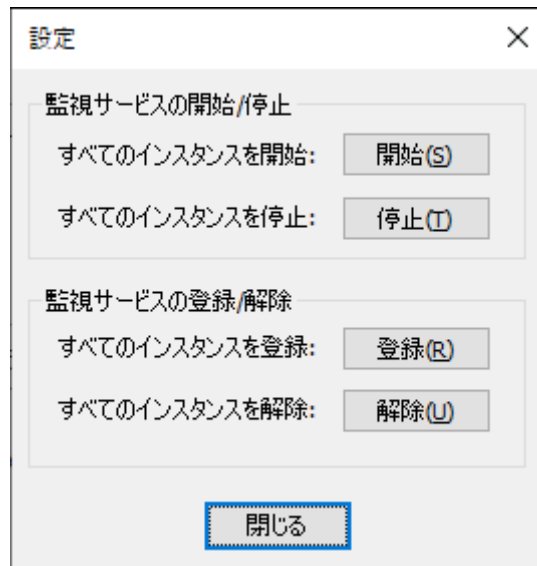 設定
監視サービスの開始/停止
すべてのインスタンスを開始: 開始(S)
すべてのインスタンスを停止: 停止(T)
監視サービスの登録/解除
すべてのインスタンスを登録: 登録(R)
すべてのインスタンスを解除: 解除(U)
閉じる